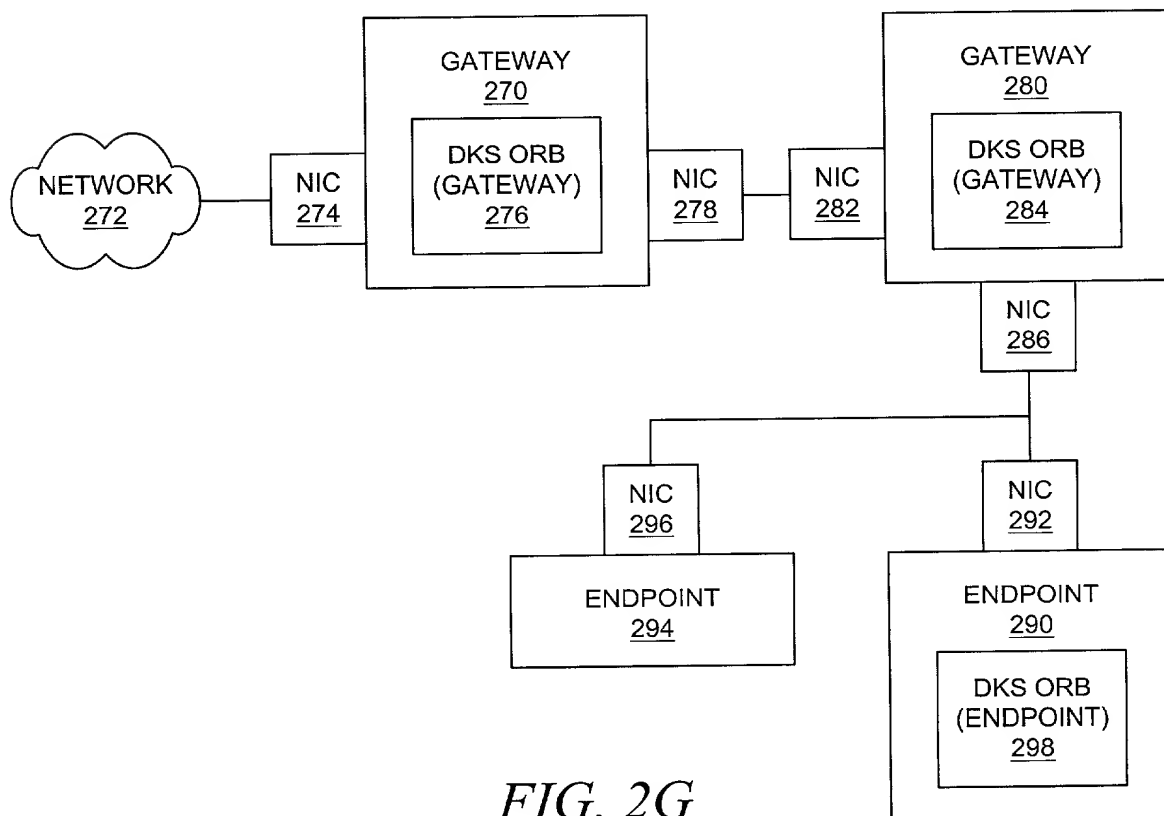 GATEWAY
270
DKS ORB
(GATEWAY)
276
NETWORK
272
NIC
274
NIC
278
NIC
282
GATEWAY
280
DKS ORB
(GATEWAY)
284
NIC
286
NIC
296
NIC
292
ENDPOINT
294
ENDPOINT
290
DKS ORB
(ENDPOINT)
298
FIG. 2G